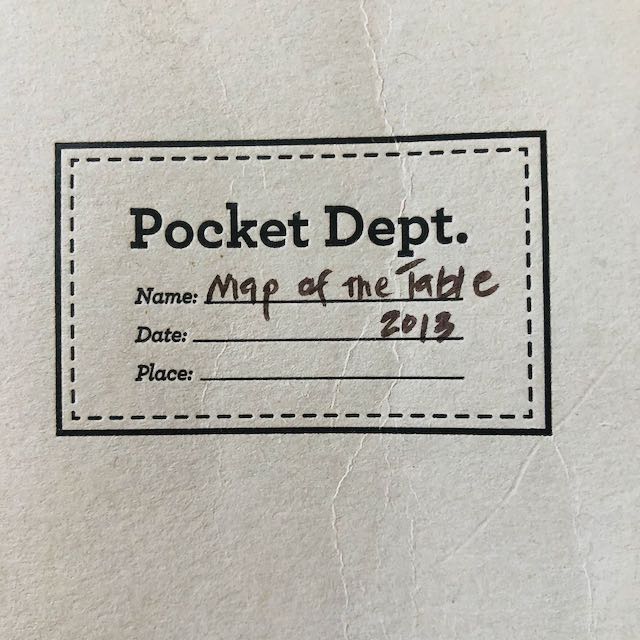 Pocket Dept.
Name: Map of the Table
Date: 2013
Place: